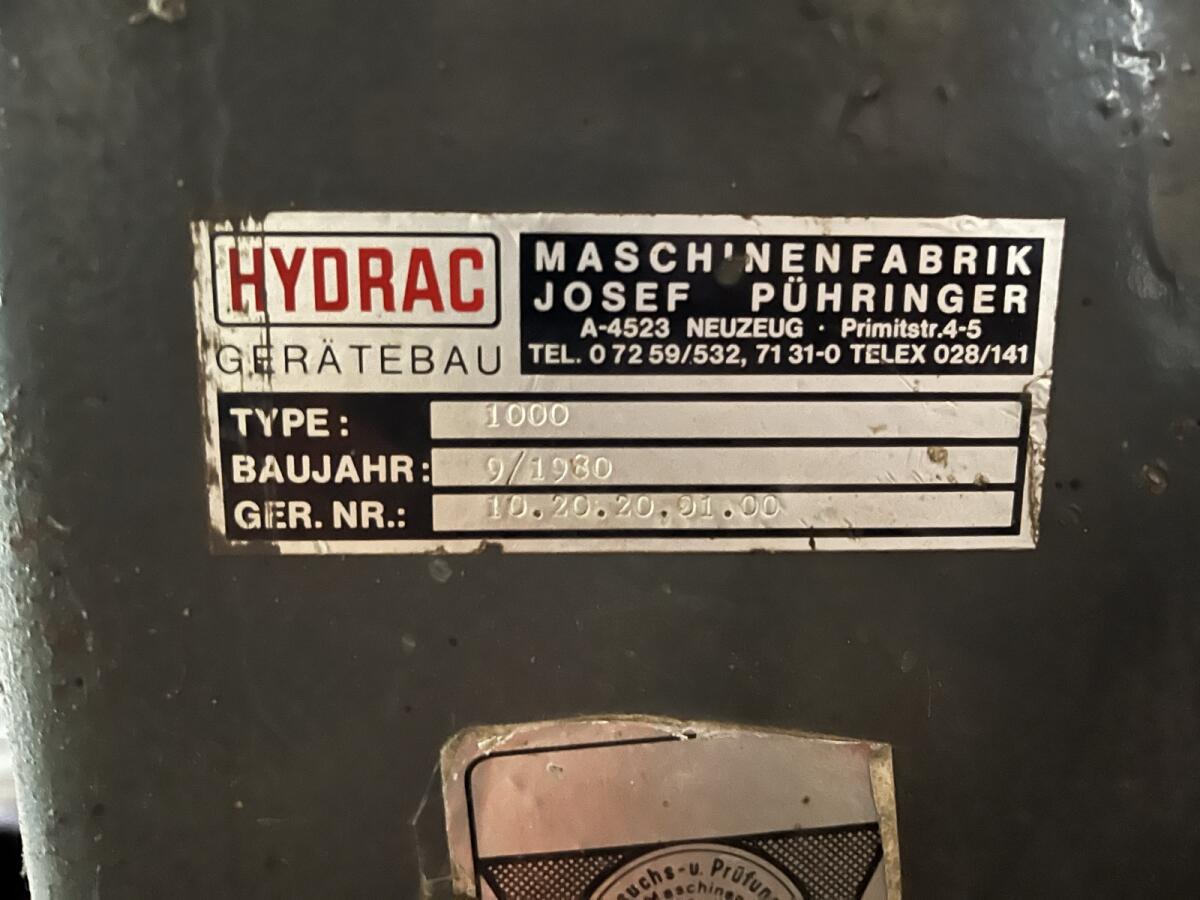 HYDRAC
GERÄTEBAU
MASCHINENFABRIK
JOSEF PÜHRINGER
A-4523 NEUZEUG · Primitstr.4-5
TEL. 0 72 59/532, 71 31-0 TELEX 028/141
TYPE: 1000
BAUJAHR: 9/1980
GER. NR.: 10.20.20.01.00